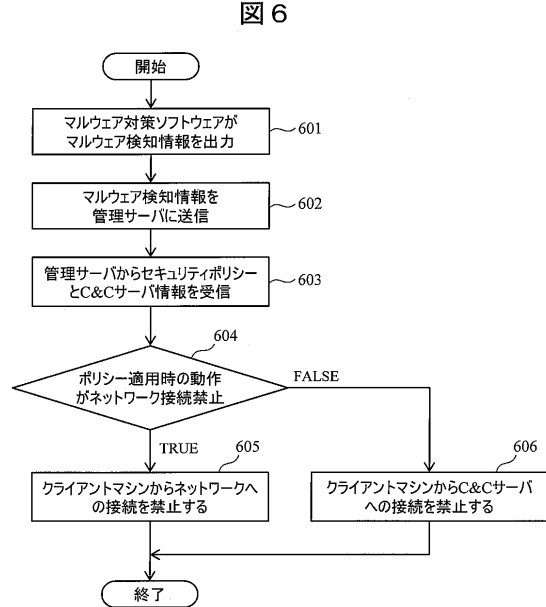 図6
開始
マルウェア対策ソフトウェアが
マルウェア検知情報を出力
601
マルウェア検知情報を
管理サーバに送信
602
管理サーバからセキュリティポリシー
とC&Cサーバ情報を受信
603
604
ポリシー適用時の動作
がネットワーク接続禁止
FALSE
TRUE
605
クライアントマシンからネットワークへ
の接続を禁止する
606
クライアントマシンからC&Cサーバ
への接続を禁止する
終了